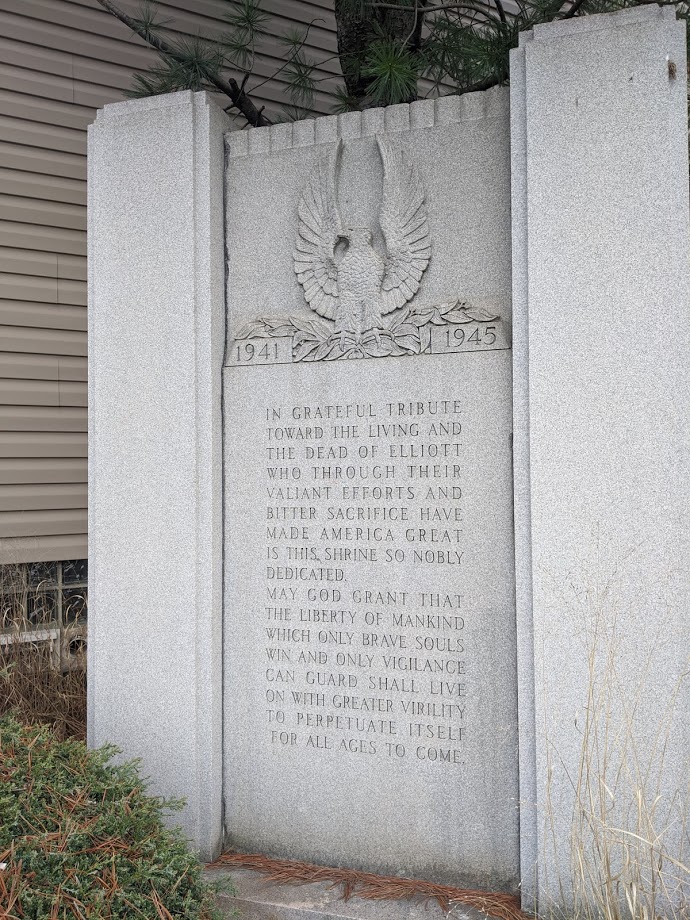 1941 1945
IN GRATEFUL TRIBUTE
TOWARD THE LIVING AND
THE DEAD OF ELLIOTT
WHO THROUGH THEIR
VALIANT EFFORTS AND
BITTER SACRIFICE HAVE
MADE AMERICA GREAT
IS THIS SHRINE SO NOBLY
DEDICATED.
MAY GOD GRANT THAT
THE LIBERTY OF MANKIND
WHICH ONLY BRAVE SOULS
WIN AND ONLY VIGILANCE
CAN GUARD SHALL LIVE
ON WITH GREATER VIRILITY
TO PERPETUATE ITSELF
FOR ALL AGES TO COME.